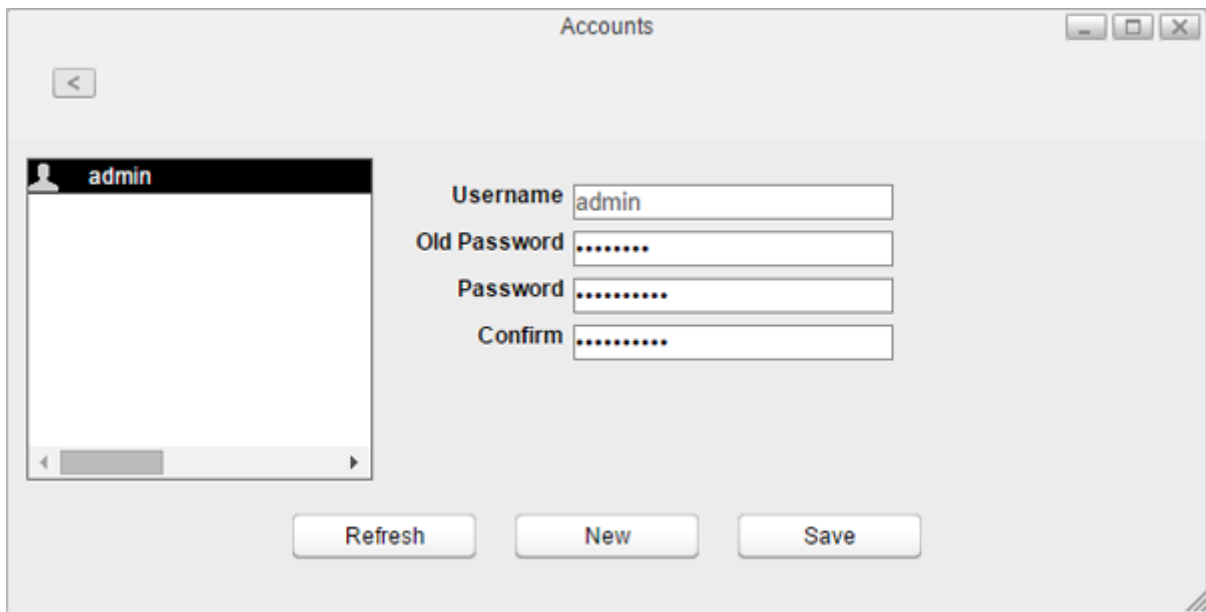 Accounts
<
admin
Username admin
Old Password ••••••••
Password ••••••••••
Confirm ••••••••••
Refresh New Save